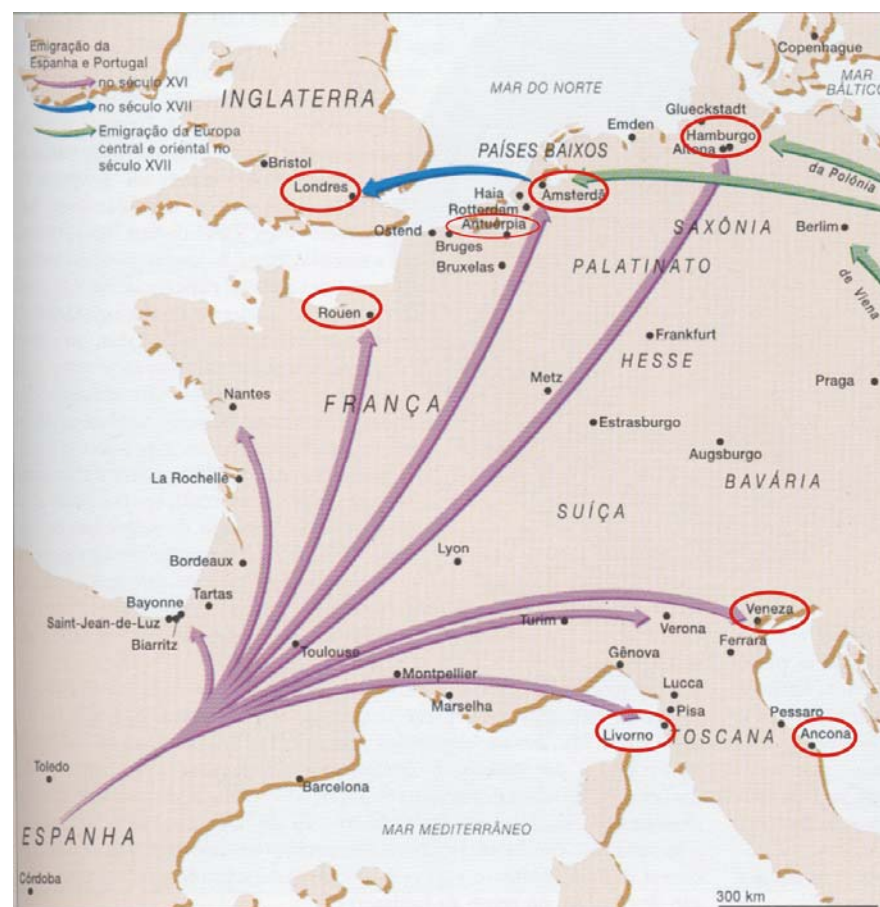 Emigração da
Espanha e Portugal
no século XVI
no século XVII
Emigração da Europa
central e oriental no
século XVII
Copenhague
MAR
BÁLTICO
MAR DO NORTE
INGLATERRA
Glueckstadt
Emden
Hamburgo
Altona
PAÍSES BAIXOS
Bristol
Londres
da Polônia
Haia
Amsterdã
Rotterdam
Antuérpia
SAXÔNIA
Ostend
Bruges
Berlim
Bruxelas
PALATINATO
de Viena
Rouen
Frankfurt
HESSE
Metz
Praga
Nantes
FRANÇA
Estrasburgo
Augsburgo
La Rochelle
BAVÁRIA
SUÍÇA
Lyon
Bordeaux
Tartas
Bayonne
Saint-Jean-de-Luz
Biarritz
Veneza
Turim
Verona
Toulouse
Ferrara
Gênova
Montpellier
Lucca
Marselha
Pisa
Pessaro
Livorno
TOSCANA
Ancona
Toledo
Barcelona
ESPANHA
MAR MEDITERRÂNEO
Córdoba
300 km